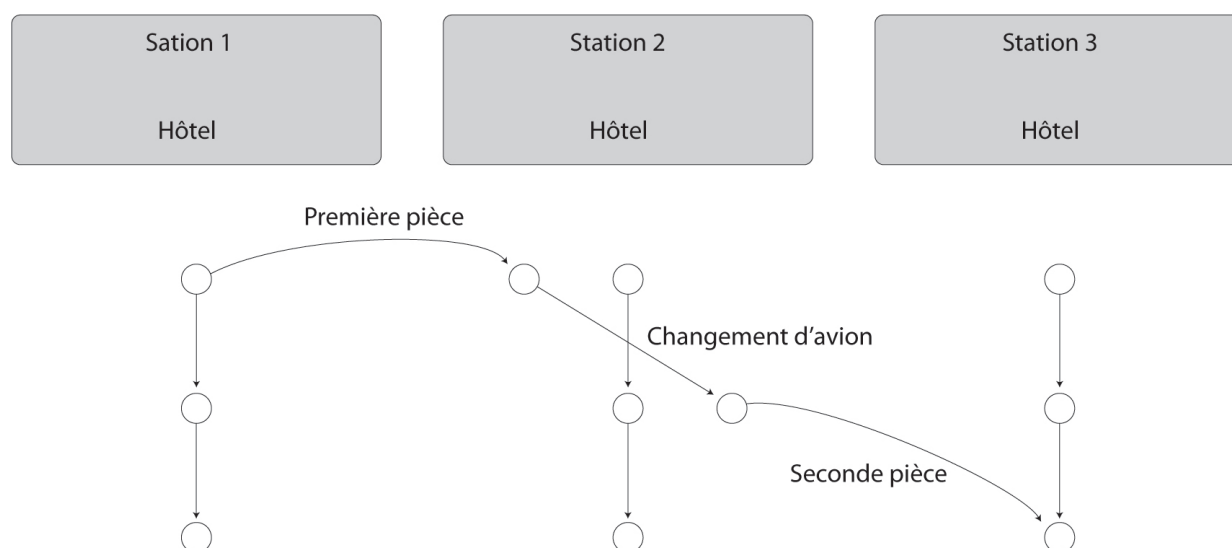 Sation 1
Hôtel
Station 2
Hôtel
Station 3
Hôtel
Première pièce
Changement d’avion
Seconde pièce